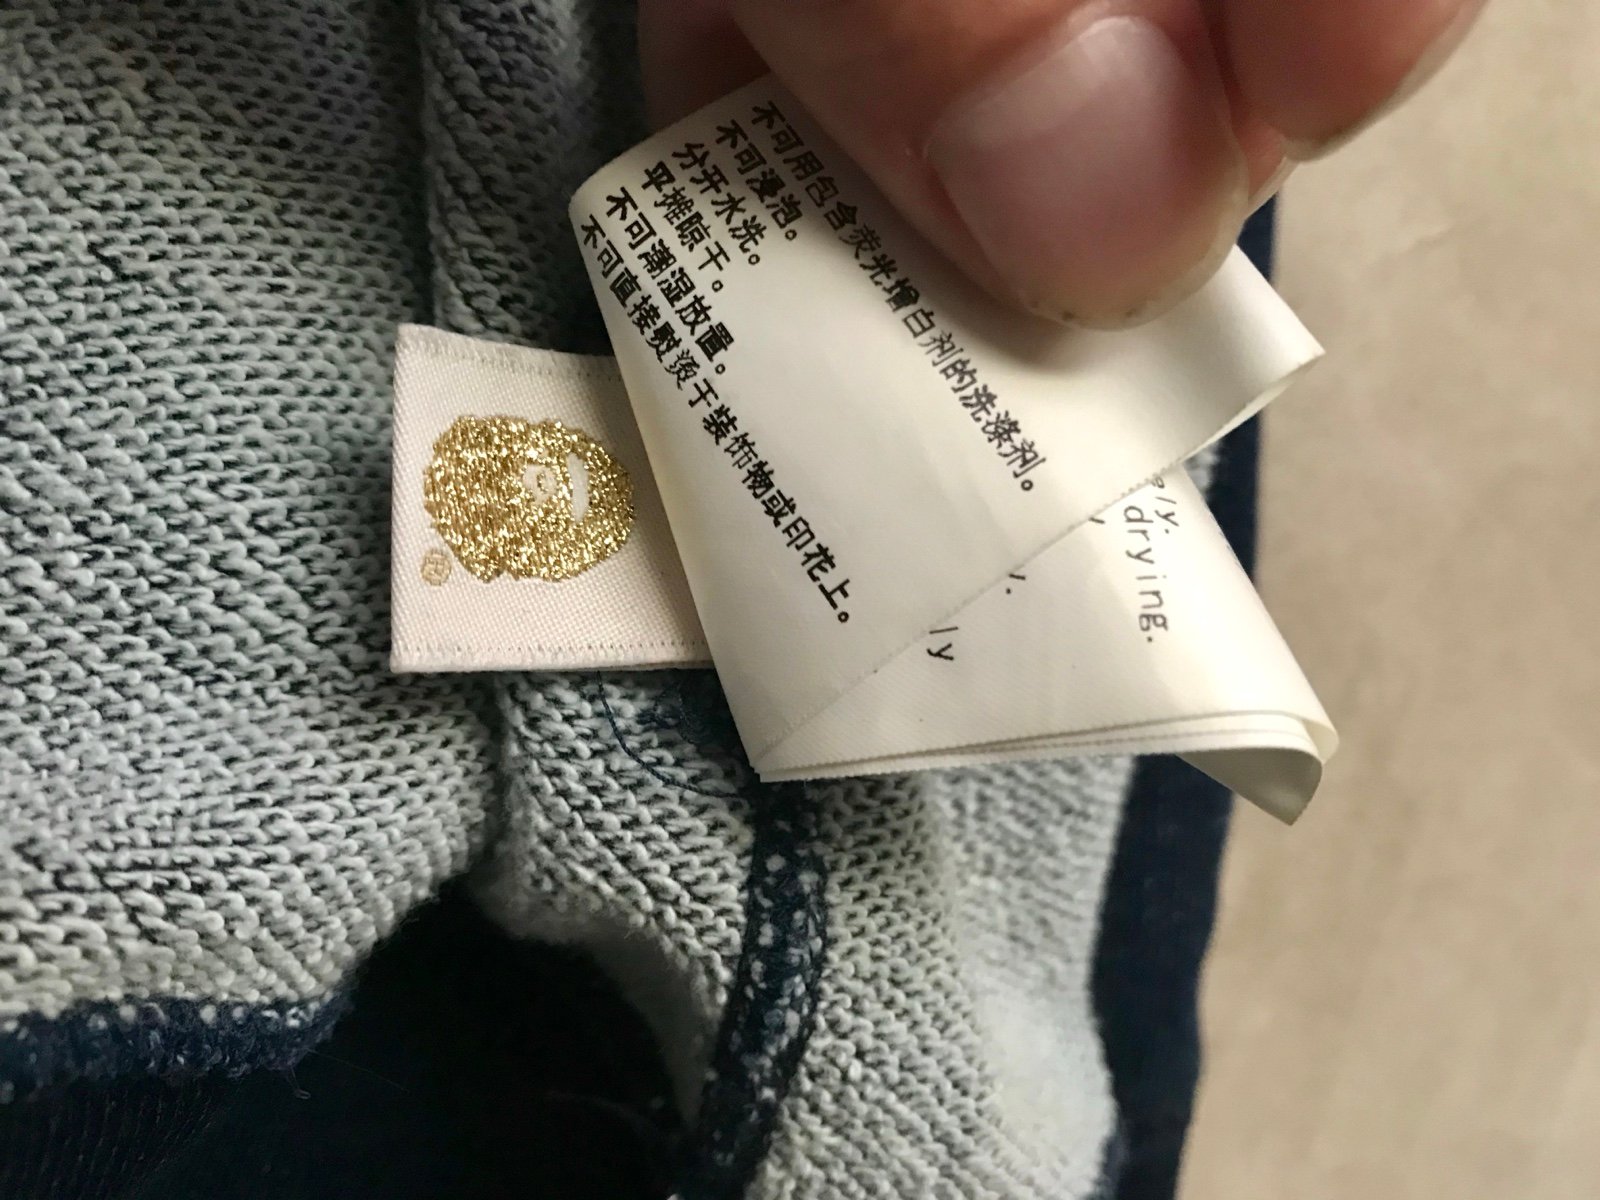 不可用包含荧光增白剂的洗涤剂。
不可浸泡。
分开水洗。
平摊晾干。
不可潮湿放置。
不可直接熨烫于装饰物或印花上。
drying.
®